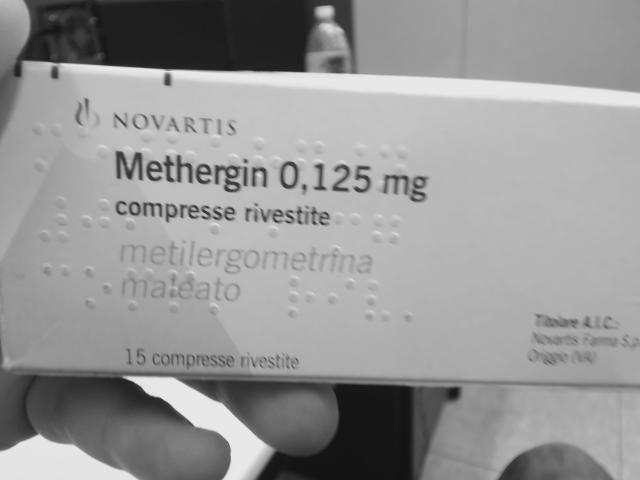 NOVARTIS
Methergin 0,125 mg
compresse rivestite
metilergometrina
maleato
15 compresse rivestite
Titolare A.I.C.:
Novartis Farma S.p
Origgio (VA)